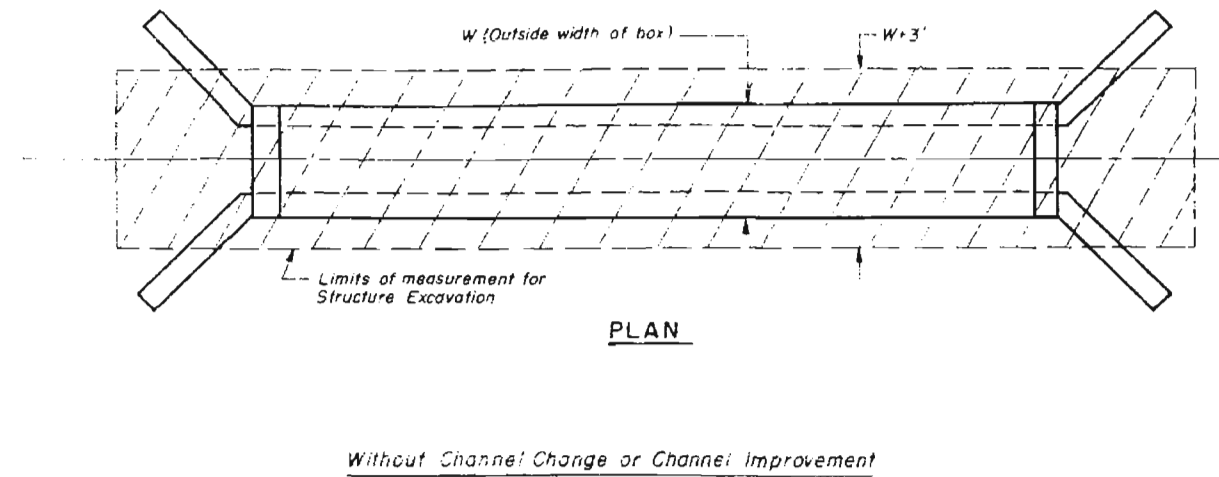 W (Outside width of box)
W+3'
Limits of measurement for
Structure Excavation
PLAN
Without Channel Change or Channel Improvement